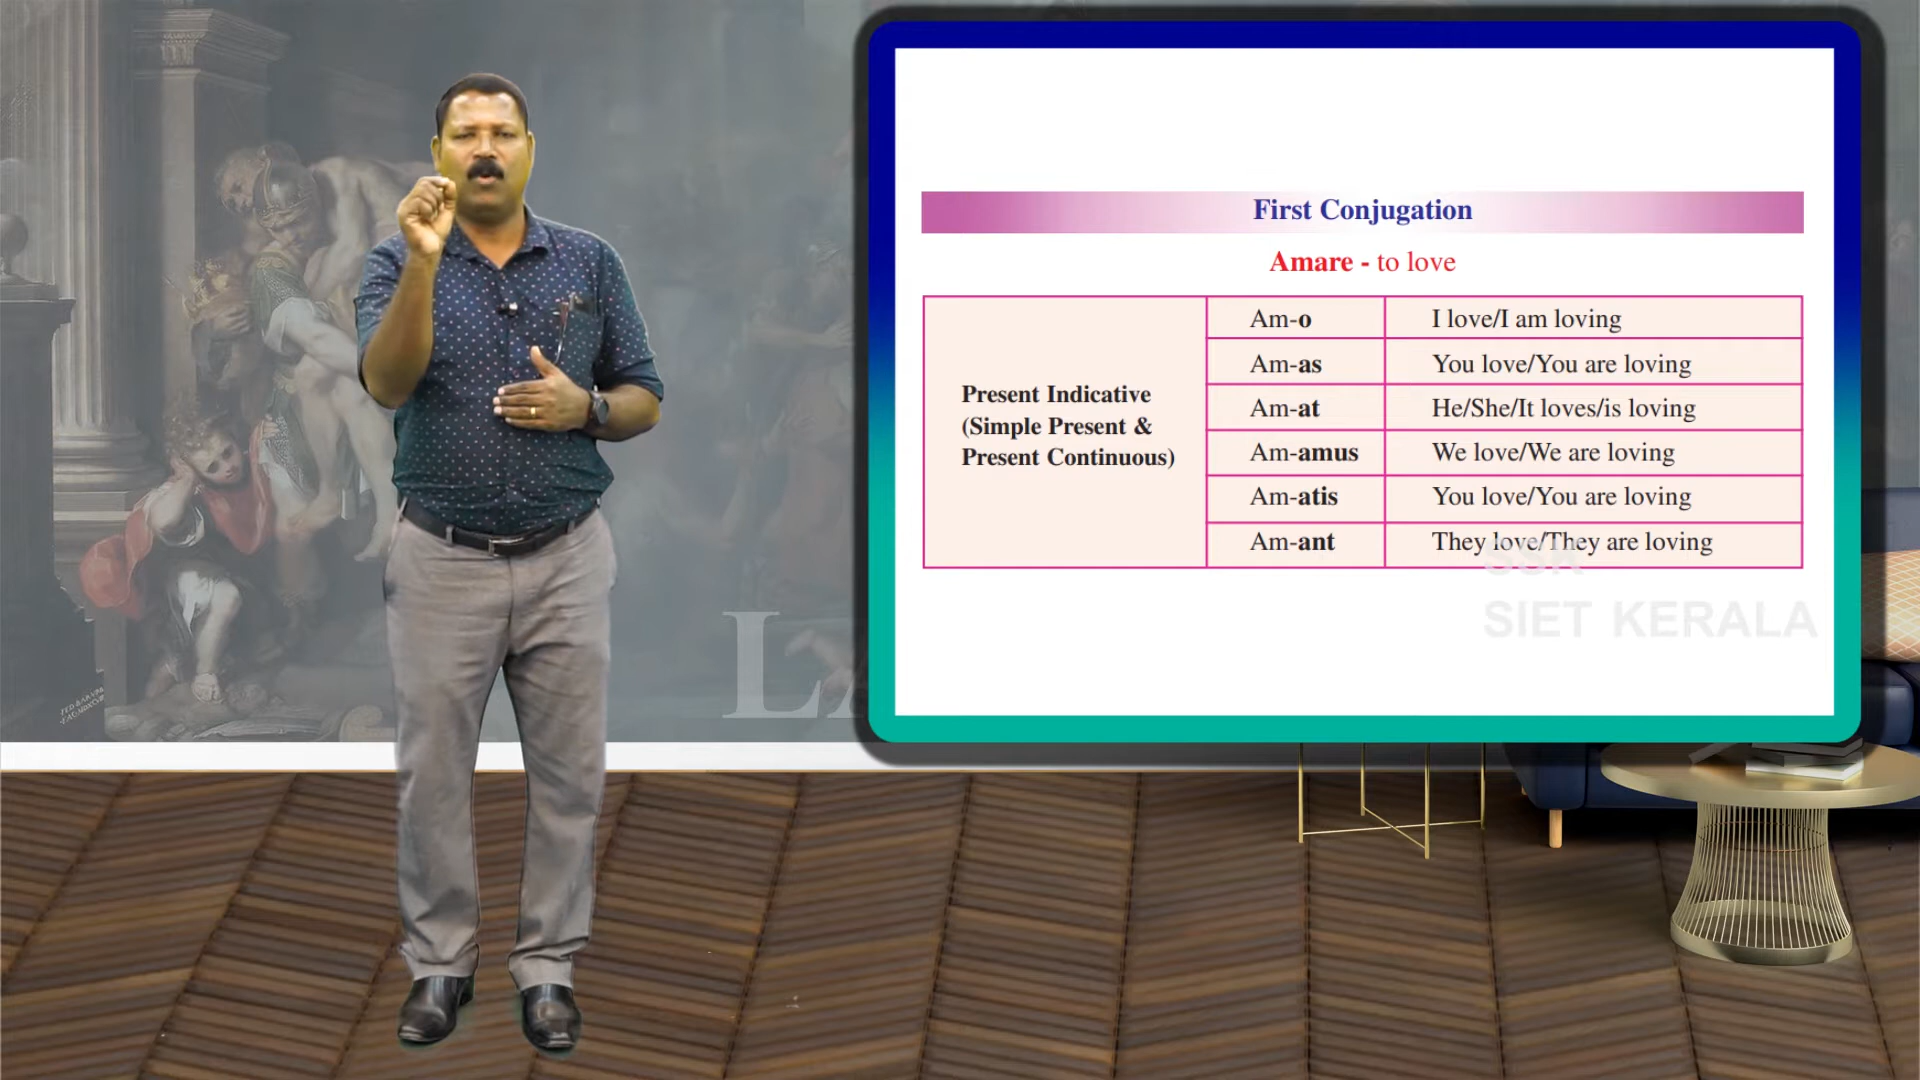 First Conjugation
Amare - to love
Present Indicative
(Simple Present &
Present Continuous)
Am-o I love/I am loving
Am-as You love/You are loving
Am-at He/She/It loves/is loving
Am-amus We love/We are loving
Am-atis You love/You are loving
Am-ant They love/They are loving
SSK
SIET KERALA